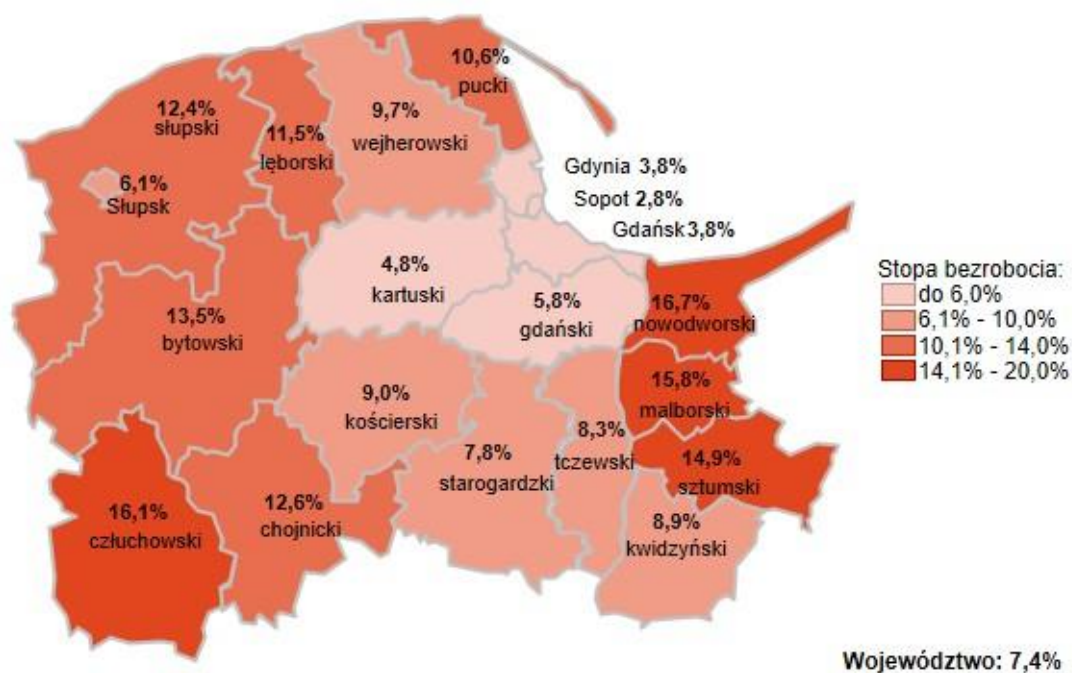 10,6%
pucki
12,4%
słupski
9,7%
wejherowski
11,5%
lęborski
Gdynia 3,8%
Sopot 2,8%
Gdańsk 3,8%
6,1%
Słupsk
4,8%
kartuski
5,8%
gdański
16,7%
nowodworski
13,5%
bytowski
15,8%
malborski
9,0%
kościerski
8,3%
tczewski
7,8%
starogardzki
14,9%
sztumski
16,1%
człuchowski
12,6%
chojnicki
8,9%
kwidzyński
Stopa bezrobocia:
do 6,0%
6,1% - 10,0%
10,1% - 14,0%
14,1% - 20,0%
Województwo: 7,4%